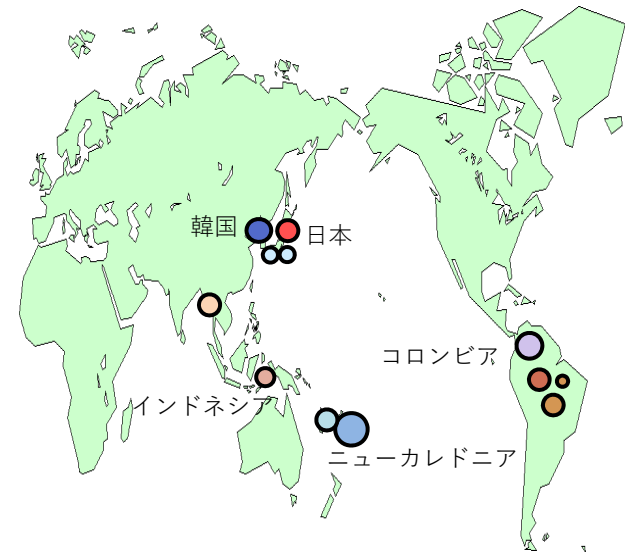 韓国
日本
コロンビア
インドネシア
ニューカレドニア